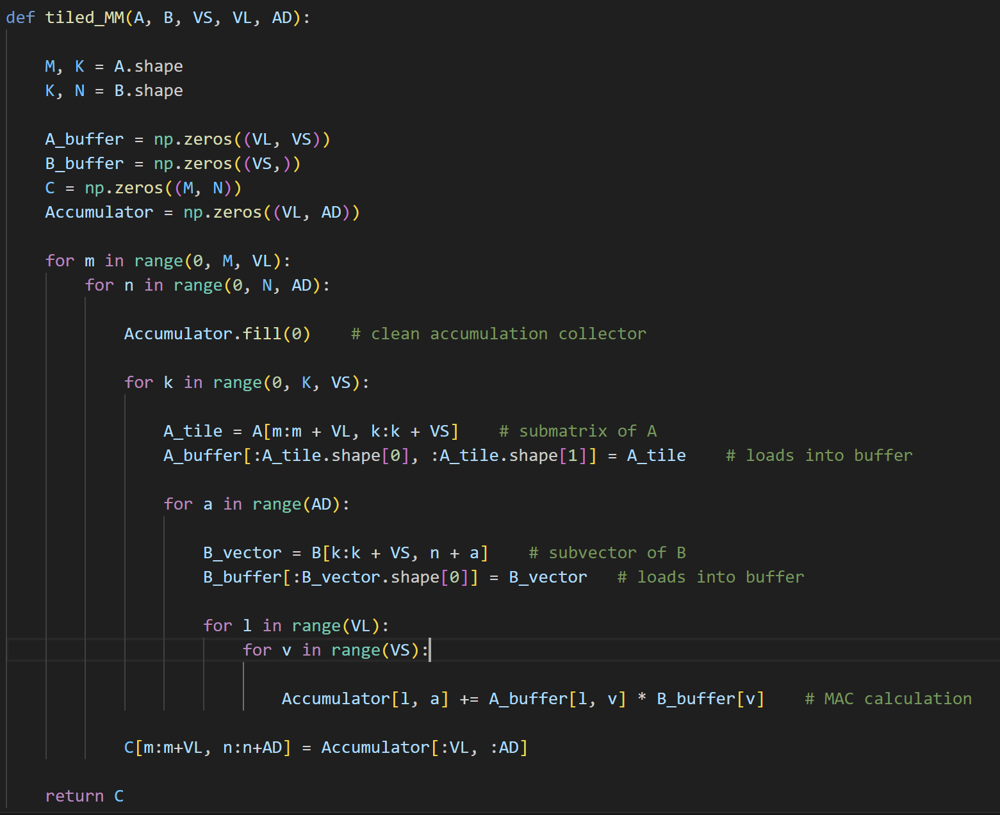 def tiled_MM(A, B, VS, VL, AD):
M, K = A.shape
K, N = B.shape
A_buffer = np.zeros((VL, VS))
B_buffer = np.zeros((VS,))
C = np.zeros((M, N))
Accumulator = np.zeros((VL, AD))
for m in range(0, M, VL):
for n in range(0, N, AD):
Accumulator.fill(0)    # clean accumulation collector
for k in range(0, K, VS):
A_tile = A[m:m + VL, k:k + VS]    # submatrix of A
A_buffer[:A_tile.shape[0], :A_tile.shape[1]] = A_tile    # loads into buffer
for a in range(AD):
B_vector = B[k:k + VS, n + a]    # subvector of B
B_buffer[:B_vector.shape[0]] = B_vector   # loads into buffer
for l in range(VL):
for v in range(VS):
Accumulator[l, a] += A_buffer[l, v] * B_buffer[v]    # MAC calculation
C[m:m+VL, n:n+AD] = Accumulator[:VL, :AD]
return C